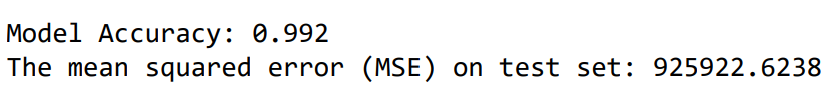 Model Accuracy: 0.992
The mean squared error (MSE) on test set: 925922.6238